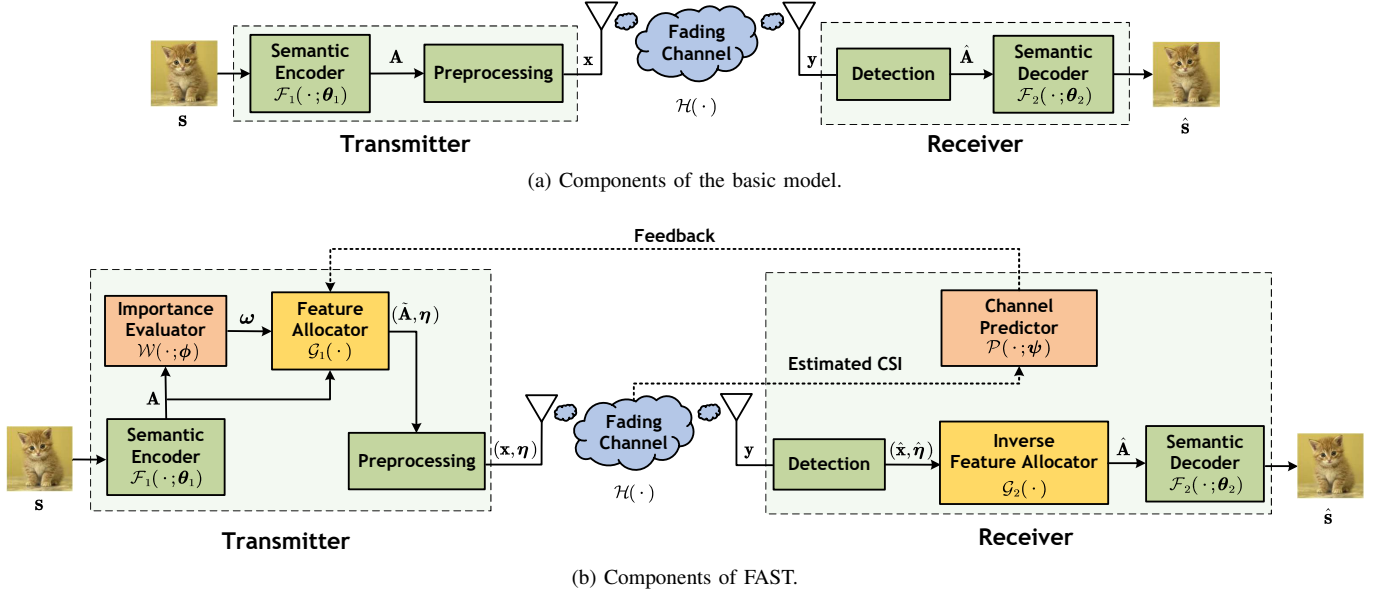 Semantic
Encoder
𝓕₁(·;𝜽₁)
A
Preprocessing
x
Fading
Channel
𝓗(·)
y
Detection
Â
Semantic
Decoder
𝓕₂(·;𝜽₂)
s
ŝ
Transmitter
Receiver
(a) Components of the basic model.
Feedback
Importance
Evaluator
𝓦(·;𝝓)
𝝎
Feature
Allocator
𝓖₁(·)
(Ã, 𝜼)
Channel
Predictor
𝓟(·;𝝍)
Estimated CSI
A
Semantic
Encoder
𝓕₁(·;𝜽₁)
Preprocessing
(x, 𝜼)
Fading
Channel
𝓗(·)
y
Detection
(x̂, 𝜼̂)
Inverse
Feature Allocator
𝓖₂(·)
Â
Semantic
Decoder
𝓕₂(·;𝜽₂)
s
ŝ
Transmitter
Receiver
(b) Components of FAST.